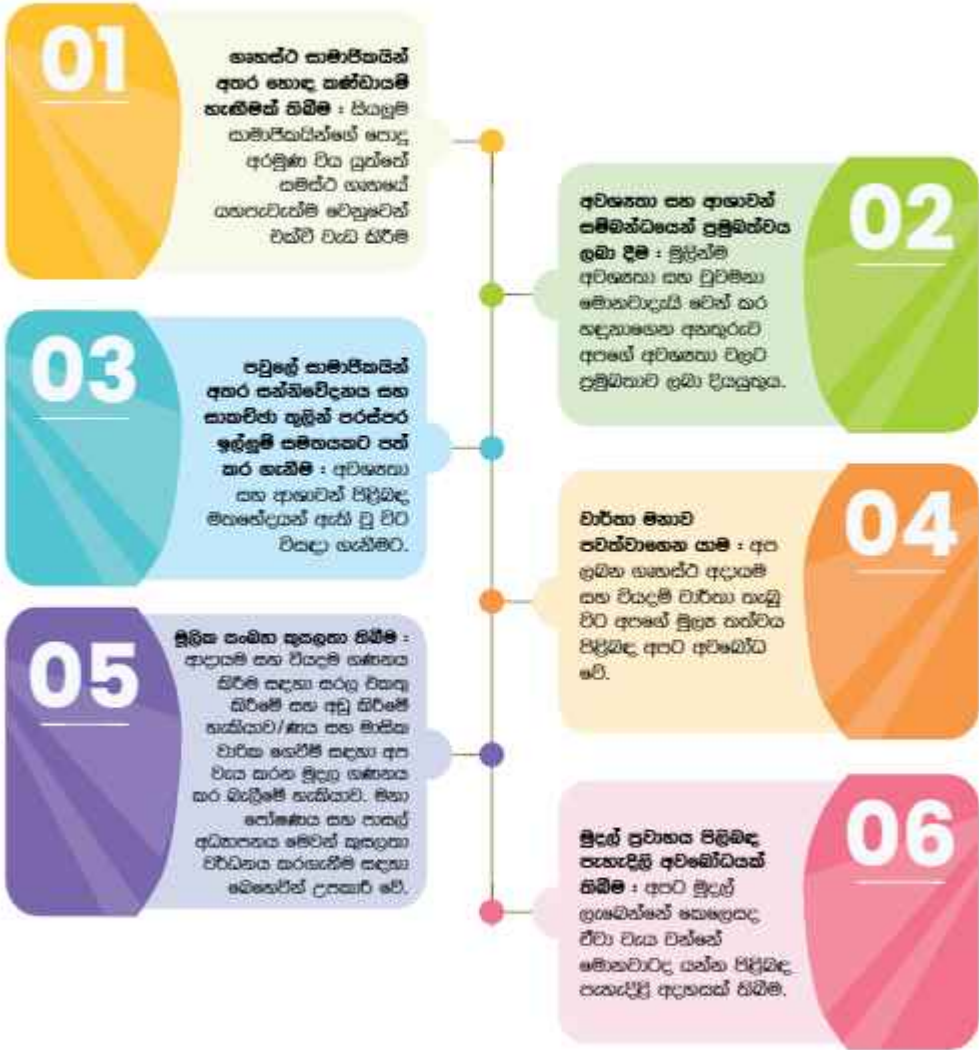 01
ගෘහස්ථ සාමාජිකයින්
අතර හොඳ කණ්ඩායම්
හැඟීමක් තිබීම : සියලුම
සාමාජිකයින්ගේ පොදු
අරමුණ විය යුත්තේ
සමස්ථ ගෘහයේ
යහපැවැත්ම වෙනුවෙන්
එක්වී වැඩ කිරීම
02
අවශ්‍යතා සහ ආශාවන්
සම්බන්ධයෙන් ප්‍රමුඛත්වය
ලබා දීම : මුලින්ම
අවශ්‍යතා සහ වුවමනා
මොනවාදැයි වෙන් කර
හඳුනාගෙන අනතුරුව
අපගේ අවශ්‍යතා වලට
ප්‍රමුඛතාව ලබා දියයුතුය.
03
පවුලේ සාමාජිකයින්
අතර සන්නිවේදනය සහ
සාකච්ඡා තුලින් පරස්පර
ඉල්ලුම් සමතයකට පත්
කර ගැනීම : අවශ්‍යතා
සහ ආශාවන් පිළිබඳ
මතභේදයන් ඇති වූ විට
විසඳා ගැනීමට.
04
වාර්තා මනාව
පවත්වාගෙන යාම : අප
ලබන ගෘහස්ථ අදායම්
සහ වියදම් වාර්තා තැබූ
විට අපගේ මූල්‍ය තත්වය
පිළිබඳ අපට අවබෝධ
වේ.
05
මූලික සංඛ්‍යා කුසලතා තිබීම :
ආදායම් සහ වියදම් ගණනය
කිරීම සඳහා සරල එකතු
කිරීමේ සහ අඩු කිරීමේ
හැකියාව/ණය සහ මාසික
වාරික ගෙවීම් සඳහා අප
වැය කරන මුදල ගණනය
කර බැලීමේ හැකියාව. මනා
පෝෂණය සහ පාසල්
අධ්‍යාපනය මෙවන් කුසලතා
වර්ධනය කරගැනීම සඳහා
බෙහෙවින් උපකාරී වේ.
06
මුදල් ප්‍රවාහය පිලිබඳ
පැහැදිලි අවබෝධයක්
තිබීම : අපට මුදල්
ලැබෙන්නේ කෙලෙසද
ඒවා වැය වන්නේ
මොනවාටද යන්න පිළිබඳ
පැහැදිළි අදහසක් තිබීම.